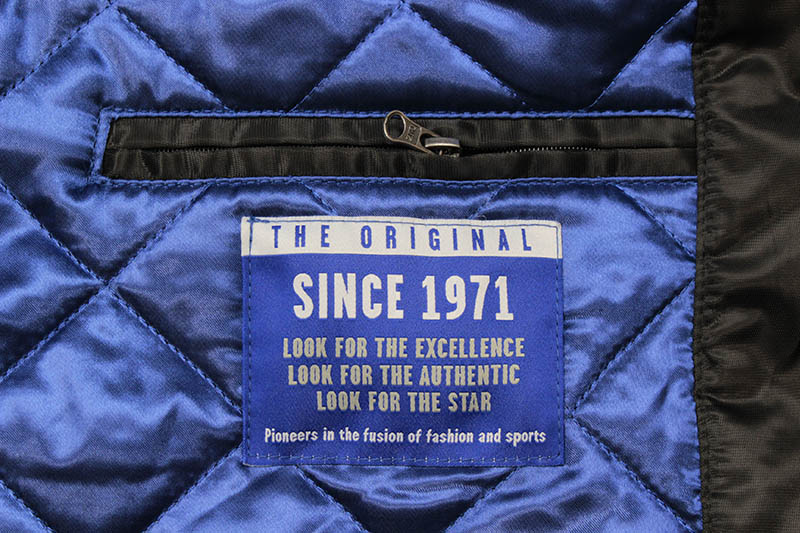 THE ORIGINAL
SINCE 1971
LOOK FOR THE EXCELLENCE
LOOK FOR THE AUTHENTIC
LOOK FOR THE STAR
Pioneers in the fusion of fashion and sports